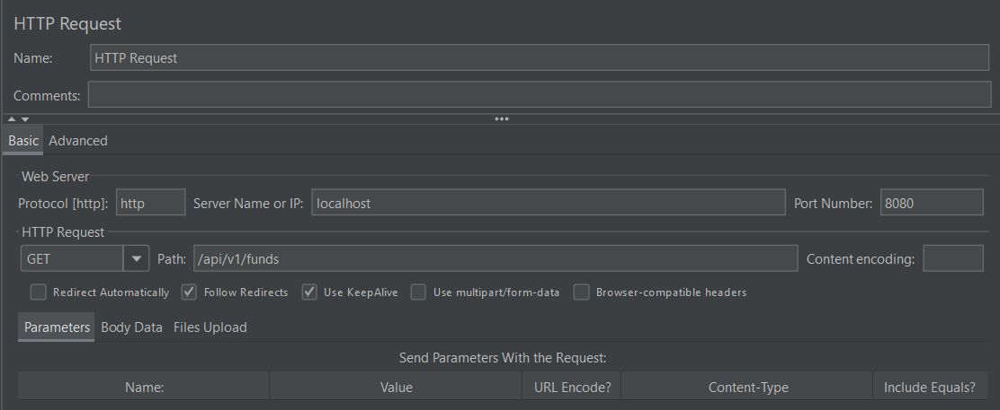 HTTP Request
Name: HTTP Request
Comments:
Basic Advanced
Web Server
Protocol [http]: http Server Name or IP: localhost Port Number: 8080
HTTP Request
GET Path: /api/v1/funds Content encoding:
Redirect Automatically Follow Redirects Use KeepAlive Use multipart/form-data Browser-compatible headers
Parameters Body Data Files Upload
Send Parameters With the Request:
Name: Value URL Encode? Content-Type Include Equals?